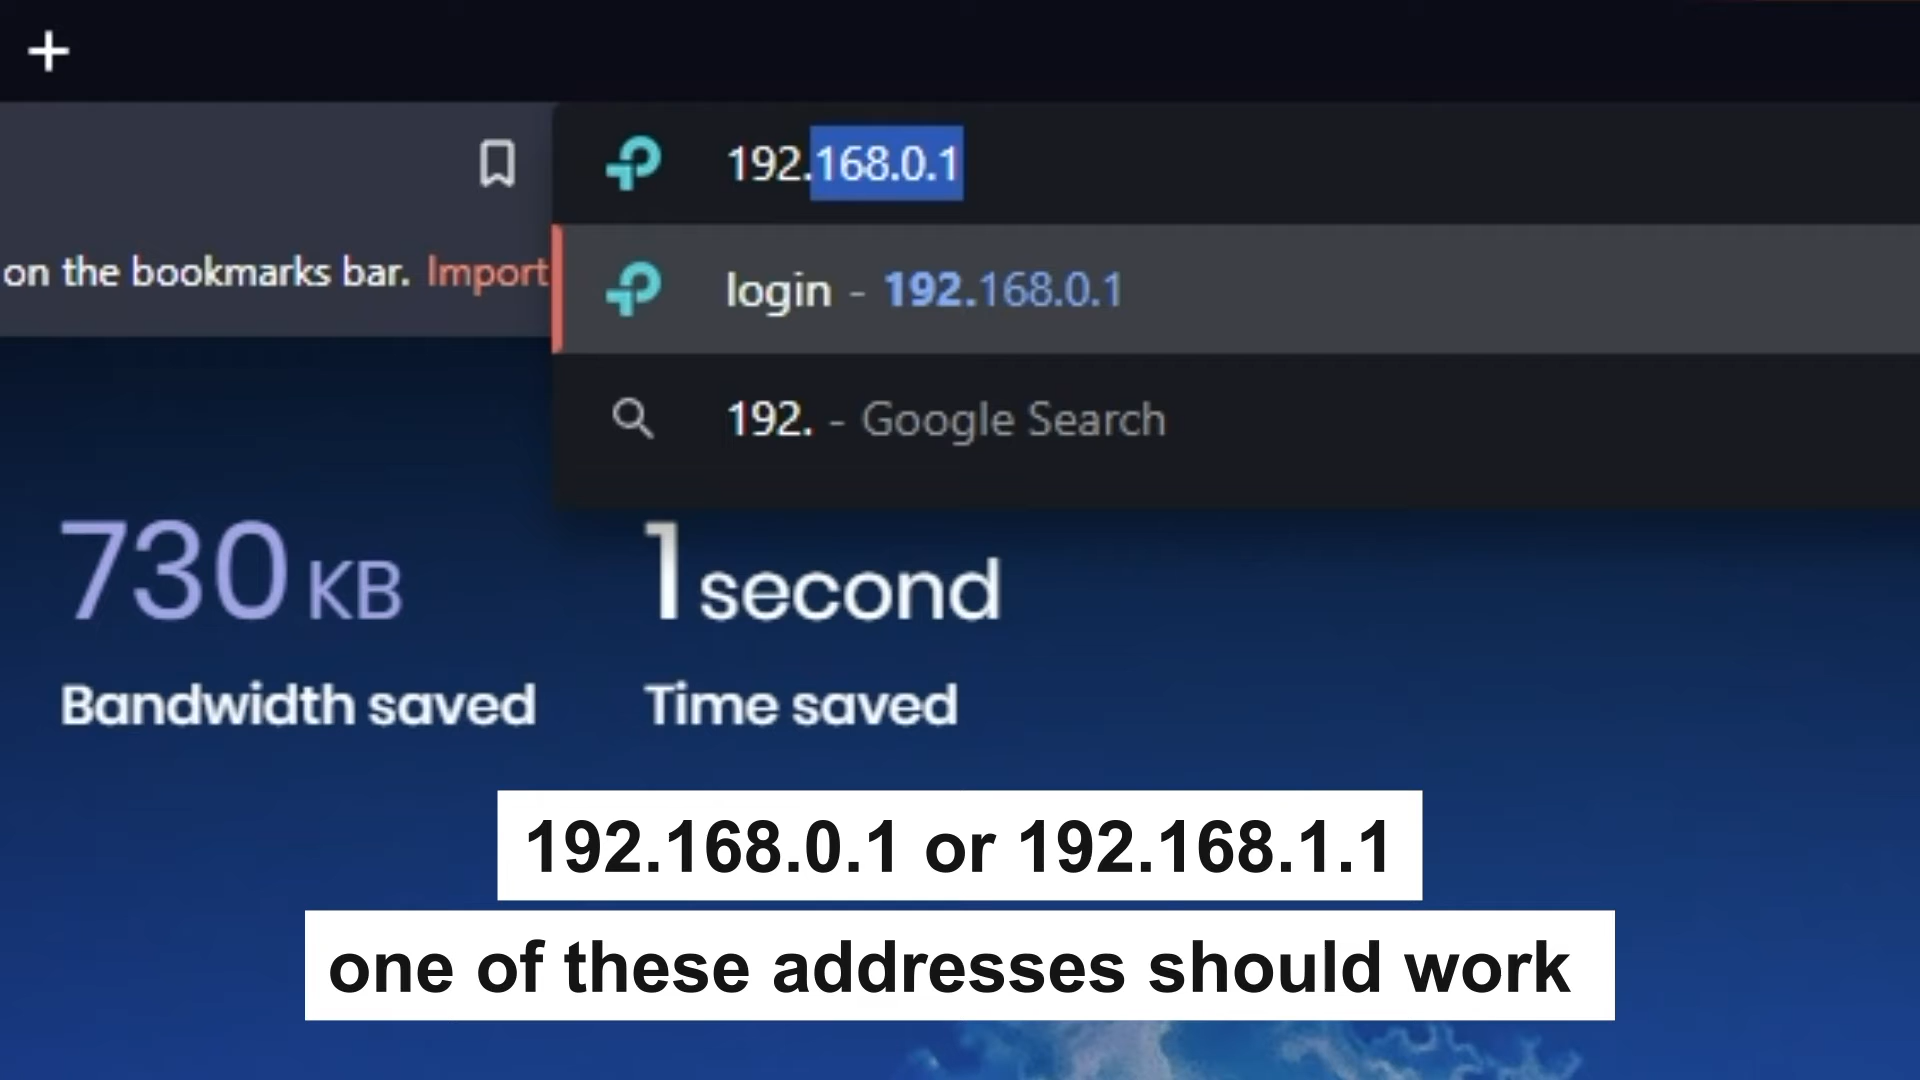 192.168.0.1
on the bookmarks bar. Import
login - 192.168.0.1
192. - Google Search
730 KB
1 second
Bandwidth saved
Time saved
192.168.0.1 or 192.168.1.1
one of these addresses should work